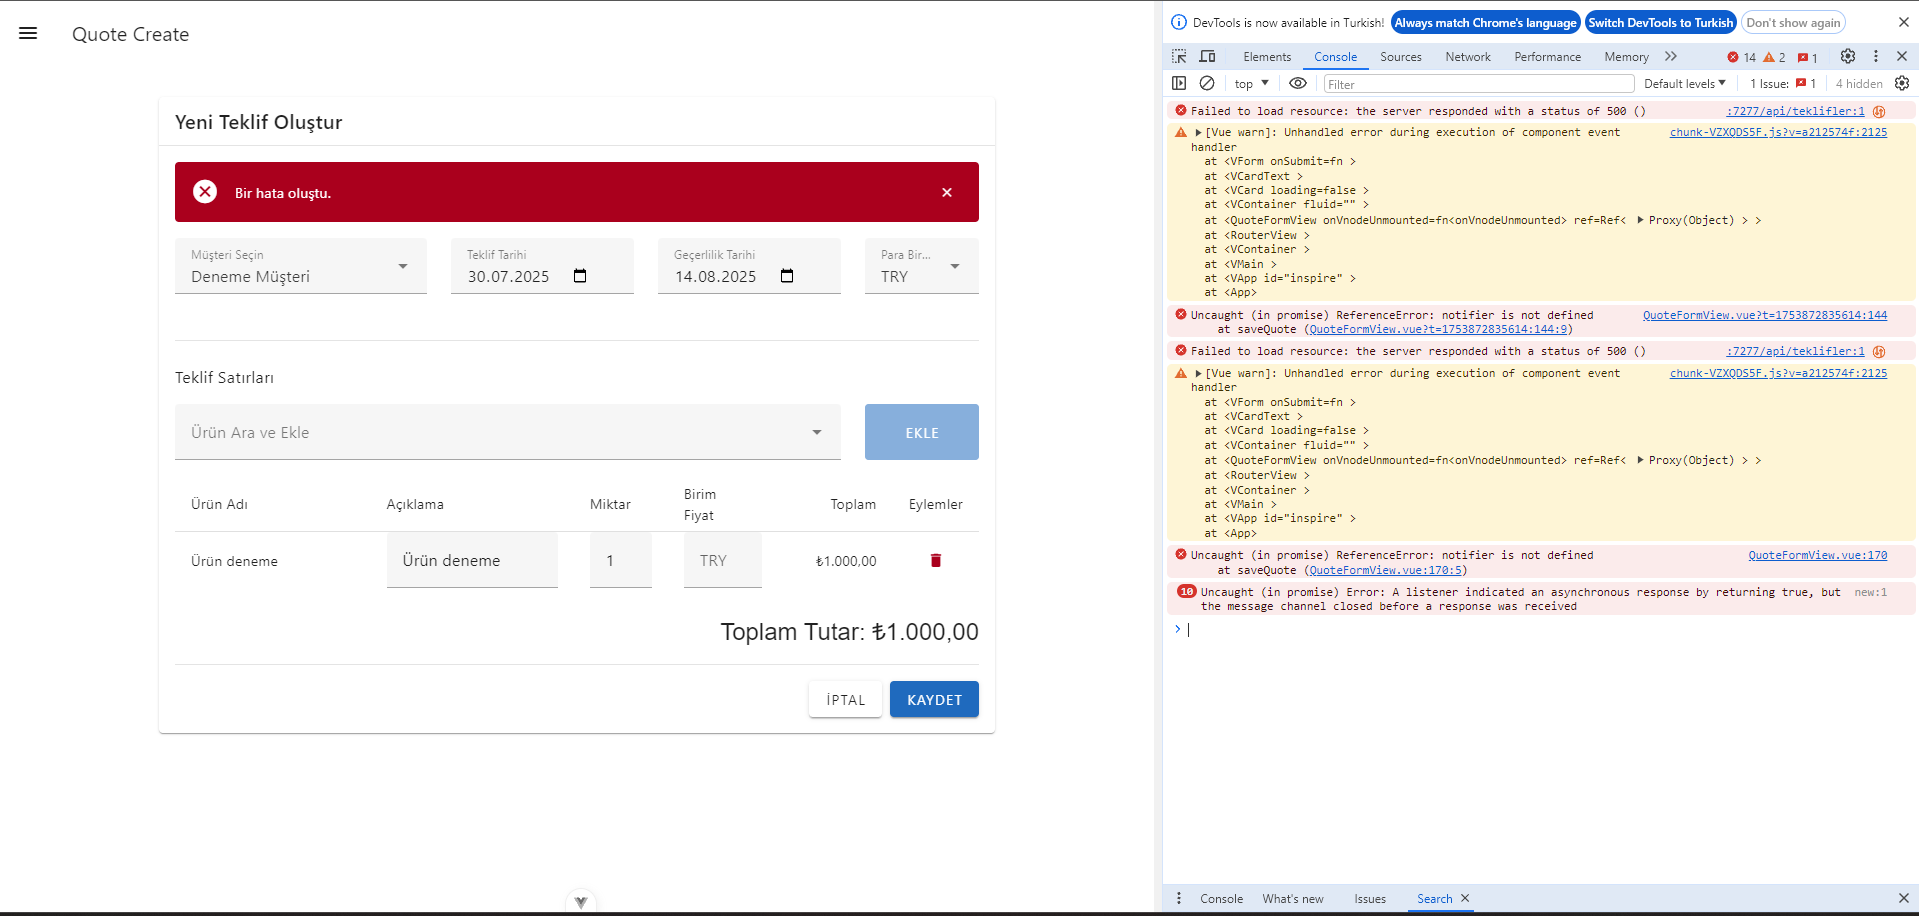 Quote Create
Yeni Teklif Oluştur
Bir hata oluştu.
Müşteri Seçin
Deneme Müşteri
Teklif Tarihi
30.07.2025
Geçerlilik Tarihi
14.08.2025
Para Bir...
TRY
Teklif Satırları
Ürün Ara ve Ekle
EKLE
Ürün Adı
Açıklama
Miktar
Birim
Fiyat
Toplam
Eylemler
Ürün deneme
Ürün deneme
1
TRY
₺1.000,00
Toplam Tutar: ₺1.000,00
İPTAL
KAYDET
DevTools is now available in Turkish! Always match Chrome's language Switch DevTools to Turkish Don't show again
Elements Console Sources Network Performance Memory 14 2 1
top Filter Default levels 1 Issue: 1 4 hidden
Failed to load resource: the server responded with a status of 500 () :7277/api/teklifler:1
[Vue warn]: Unhandled error during execution of component event chunk-VZXQDS5F.js?v=a212574f:2125
handler
at <VForm onSubmit=fn >
at <VCardText >
at <VCard loading=false >
at <VContainer fluid="" >
at <QuoteFormView onVnodeUnmounted=fn<onVnodeUnmounted> ref=Ref< Proxy(Object) > >
at <RouterView >
at <VContainer >
at <VMain >
at <VApp id="inspire" >
at <App>
Uncaught (in promise) ReferenceError: notifier is not defined QuoteFormView.vue?t=1753872835614:144
at saveQuote (QuoteFormView.vue?t=1753872835614:144:9)
Failed to load resource: the server responded with a status of 500 () :7277/api/teklifler:1
[Vue warn]: Unhandled error during execution of component event chunk-VZXQDS5F.js?v=a212574f:2125
handler
at <VForm onSubmit=fn >
at <VCardText >
at <VCard loading=false >
at <VContainer fluid="" >
at <QuoteFormView onVnodeUnmounted=fn<onVnodeUnmounted> ref=Ref< Proxy(Object) > >
at <RouterView >
at <VContainer >
at <VMain >
at <VApp id="inspire" >
at <App>
Uncaught (in promise) ReferenceError: notifier is not defined QuoteFormView.vue:170
at saveQuote (QuoteFormView.vue:170:5)
10 Uncaught (in promise) Error: A listener indicated an asynchronous response by returning true, but new:1
the message channel closed before a response was received
Console What's new Issues Search